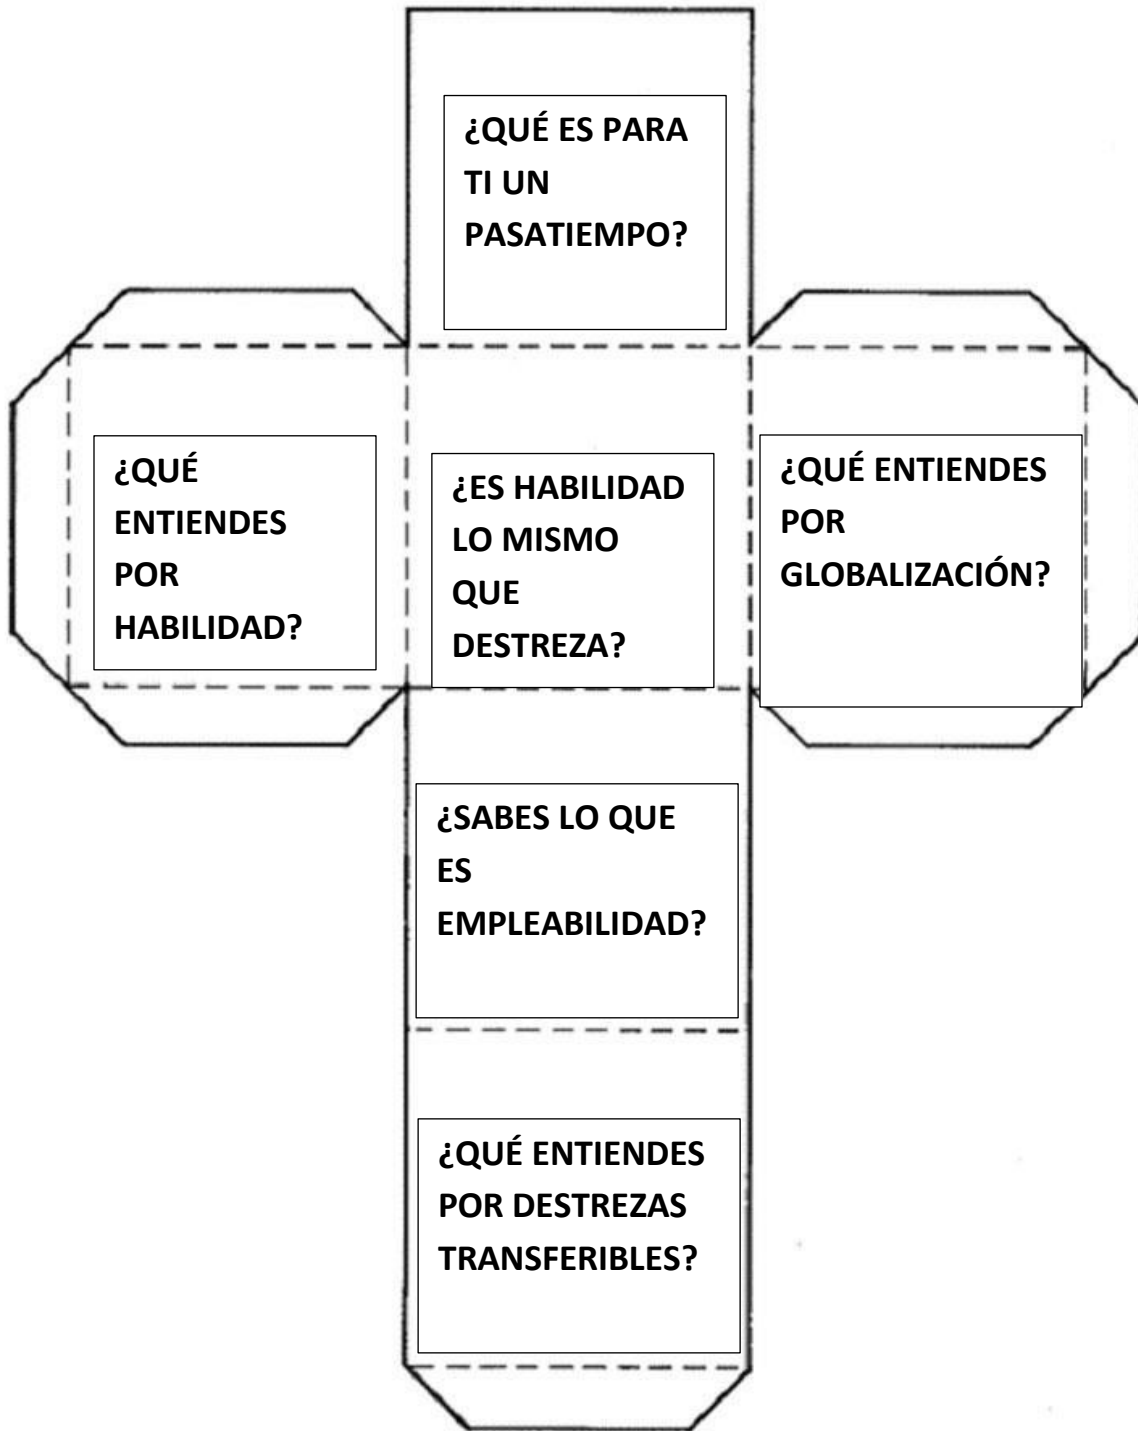 ¿QUÉ ES PARA
TI UN
PASATIEMPO?
¿QUÉ
ENTIENDES
POR
HABILIDAD?
¿ES HABILIDAD
LO MISMO
QUE
DESTREZA?
¿QUÉ ENTIENDES
POR
GLOBALIZACIÓN?
¿SABES LO QUE
ES
EMPLEABILIDAD?
¿QUÉ ENTIENDES
POR DESTREZAS
TRANSFERIBLES?